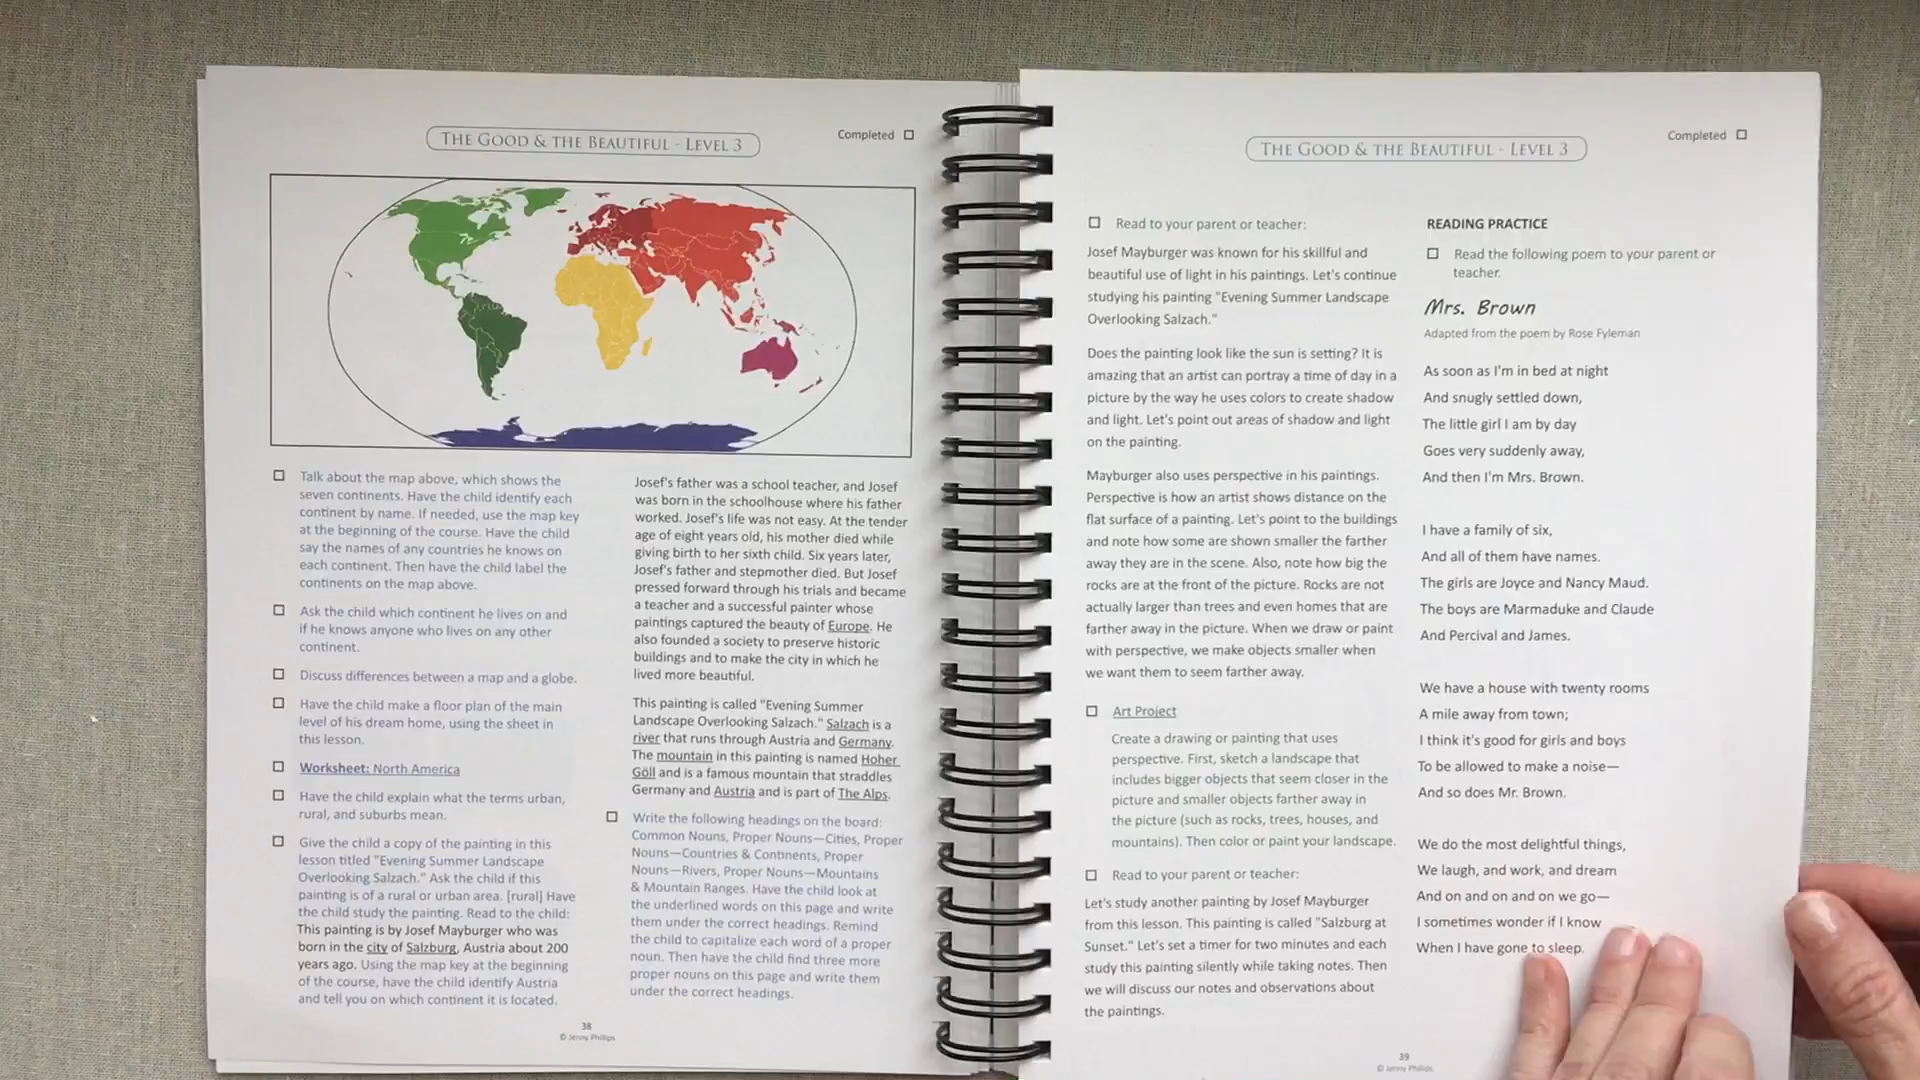 THE GOOD & THE BEAUTIFUL - LEVEL 3
Completed
Talk about the map above, which shows the
seven continents. Have the child identify each
continent by name. If needed, use the map key
at the beginning of the course. Have the child
say the names of any countries he knows on
each continent. Then have the child label the
continents on the map above.
Ask the child which continent he lives on and
if he knows anyone who lives on any other
continent.
Discuss differences between a map and a globe.
Have the child make a floor plan of the main
level of his dream home, using the sheet in
this lesson.
Worksheet: North America
Have the child explain what the terms urban,
rural, and suburbs mean.
Give the child a copy of the painting in this
lesson titled "Evening Summer Landscape
Overlooking Salzach." Ask the child if this
painting is of a rural or urban area. [rural] Have
the child study the painting. Read to the child:
This painting is by Josef Mayburger who was
born in the city of Salzburg, Austria about 200
years ago. Using the map key at the beginning
of the course, have the child identify Austria
and tell you on which continent it is located.
Josef's father was a school teacher, and Josef
was born in the schoolhouse where his father
worked. Josef's life was not easy. At the tender
age of eight years old, his mother died while
giving birth to her sixth child. Six years later,
Josef's father and stepmother died. But Josef
pressed forward through his trials and became
a teacher and a successful painter whose
paintings captured the beauty of Europe. He
also founded a society to preserve historic
buildings and to make the city in which he
lived more beautiful.
This painting is called "Evening Summer
Landscape Overlooking Salzach." Salzach is a
river that runs through Austria and Germany.
The mountain in this painting is named Hoher
Göll and is a famous mountain that straddles
Germany and Austria and is part of The Alps.
Write the following headings on the board:
Common Nouns, Proper Nouns—Cities, Proper
Nouns—Countries & Continents, Proper
Nouns—Rivers, Proper Nouns—Mountains
& Mountain Ranges. Have the child look at
the underlined words on this page and write
them under the correct headings. Remind
the child to capitalize each word of a proper
noun. Then have the child find three more
proper nouns on this page and write them
under the correct headings.
38
© Jenny Phillips
THE GOOD & THE BEAUTIFUL - LEVEL 3
Completed
Read to your parent or teacher:
Josef Mayburger was known for his skillful and
beautiful use of light in his paintings. Let's continue
studying his painting "Evening Summer Landscape
Overlooking Salzach."
Does the painting look like the sun is setting? It is
amazing that an artist can portray a time of day in a
picture by the way he uses colors to create shadow
and light. Let's point out areas of shadow and light
on the painting.
Mayburger also uses perspective in his paintings.
Perspective is how an artist shows distance on the
flat surface of a painting. Let's point to the buildings
and note how some are shown smaller the farther
away they are in the scene. Also, note how big the
rocks are at the front of the picture. Rocks are not
actually larger than trees and even homes that are
farther away in the picture. When we draw or paint
with perspective, we make objects smaller when
we want them to seem farther away.
Art Project
Create a drawing or painting that uses
perspective. First, sketch a landscape that
includes bigger objects that seem closer in the
picture and smaller objects farther away in
the picture (such as rocks, trees, houses, and
mountains). Then color or paint your landscape.
Read to your parent or teacher:
Let's study another painting by Josef Mayburger
from this lesson. This painting is called "Salzburg at
Sunset." Let's set a timer for two minutes and each
study this painting silently while taking notes. Then
we will discuss our notes and observations about
the paintings.
READING PRACTICE
Read the following poem to your parent or
teacher.
Mrs. Brown
Adapted from the poem by Rose Fyleman
As soon as I'm in bed at night
And snugly settled down,
The little girl I am by day
Goes very suddenly away,
And then I'm Mrs. Brown.
I have a family of six,
And all of them have names.
The girls are Joyce and Nancy Maud.
The boys are Marmaduke and Claude
And Percival and James.
We have a house with twenty rooms
A mile away from town;
I think it's good for girls and boys
To be allowed to make a noise—
And so does Mr. Brown.
We do the most delightful things,
We laugh, and work, and dream
And on and on and on we go—
I sometimes wonder if I know
When I have gone to sleep.
39
© Jenny Phillips